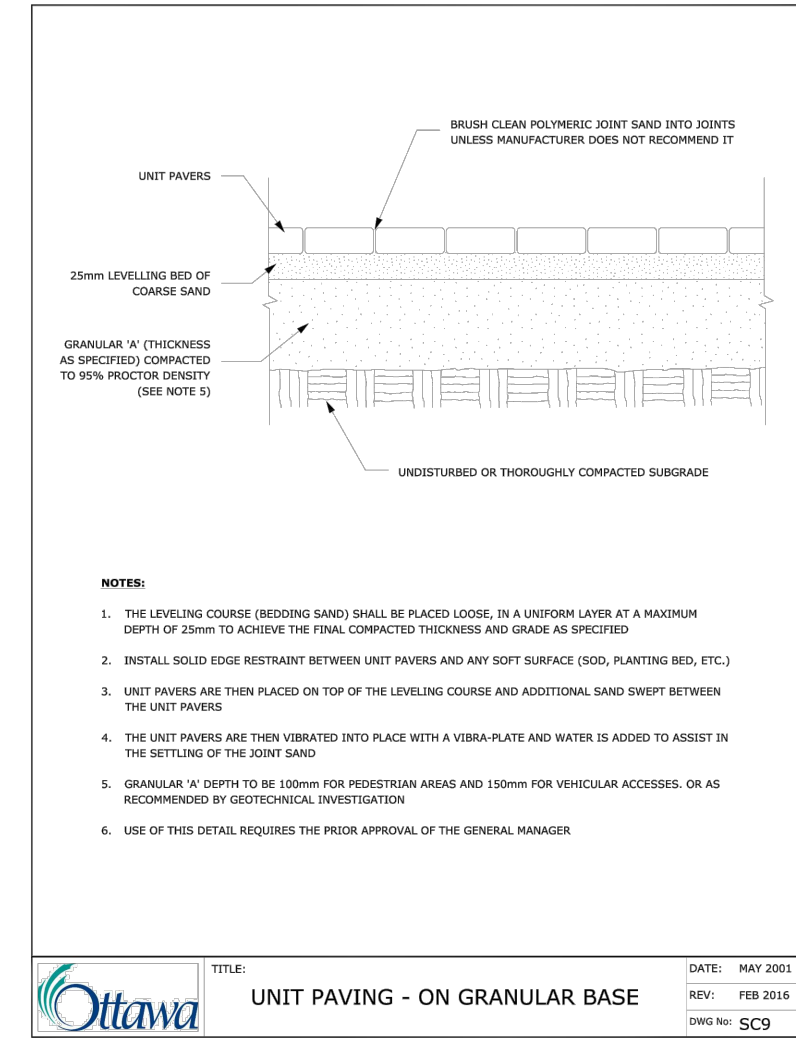 BRUSH CLEAN POLYMERIC JOINT SAND INTO JOINTS
UNLESS MANUFACTURER DOES NOT RECOMMEND IT
UNIT PAVERS
25mm LEVELLING BED OF
COARSE SAND
GRANULAR 'A' (THICKNESS
AS SPECIFIED) COMPACTED
TO 95% PROCTOR DENSITY
(SEE NOTE 5)
UNDISTURBED OR THOROUGHLY COMPACTED SUBGRADE
NOTES:
1. THE LEVELING COURSE (BEDDING SAND) SHALL BE PLACED LOOSE, IN A UNIFORM LAYER AT A MAXIMUM
DEPTH OF 25mm TO ACHIEVE THE FINAL COMPACTED THICKNESS AND GRADE AS SPECIFIED
2. INSTALL SOLID EDGE RESTRAINT BETWEEN UNIT PAVERS AND ANY SOFT SURFACE (SOD, PLANTING BED, ETC.)
3. UNIT PAVERS ARE THEN PLACED ON TOP OF THE LEVELING COURSE AND ADDITIONAL SAND SWEPT BETWEEN
THE UNIT PAVERS
4. THE UNIT PAVERS ARE THEN VIBRATED INTO PLACE WITH A VIBRA-PLATE AND WATER IS ADDED TO ASSIST IN
THE SETTLING OF THE JOINT SAND
5. GRANULAR 'A' DEPTH TO BE 100mm FOR PEDESTRIAN AREAS AND 150mm FOR VEHICULAR ACCESSES. OR AS
RECOMMENDED BY GEOTECHNICAL INVESTIGATION
6. USE OF THIS DETAIL REQUIRES THE PRIOR APPROVAL OF THE GENERAL MANAGER
Ottawa
TITLE:
UNIT PAVING - ON GRANULAR BASE
DATE: MAY 2001
REV: FEB 2016
DWG No: SC9